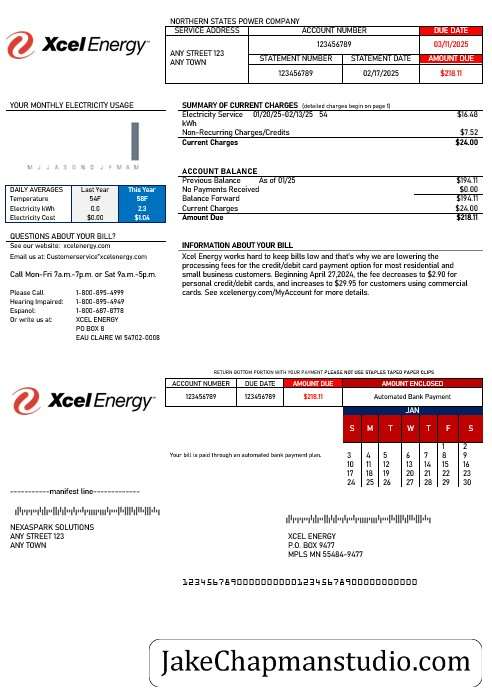 NORTHERN STATES POWER COMPANY
Xcel Energy™
SERVICE ADDRESS ACCOUNT NUMBER DUE DATE
ANY STREET 123
ANY TOWN
123456789 03/11/2025
STATEMENT NUMBER STATEMENT DATE AMOUNT DUE
123456789 02/17/2025 $218.11
YOUR MONTHLY ELECTRICITY USAGE
M J J A S O N D J F M A M
DAILY AVERAGES Last Year This Year
Temperature 54F 58F
Electricity kWh 0.0 2.3
Electricity Cost $0.00 $1.04
QUESTIONS ABOUT YOUR BILL?
See our website: xcelenergy.com
Email us at: Customerservice°xcelenergy.com
Call Mon-Fri 7a.m.-7p.m. or Sat 9a.m.-5p.m.
Please Call: 1-800-895-4999
Hearing Impaired: 1-800-895-4949
Espanol: 1-800-687-8778
Or write us at: XCEL ENERGY
PO BOX 8
EAU CLAIRE WI 54702-0008
SUMMARY OF CURRENT CHARGES (detailed charges begin on page 1)
Electricity Service 01/20/25-02/13/25 54 $16.48
kWh
Non-Recurring Charges/Credits $7.52
Current Charges $24.00
ACCOUNT BALANCE
Previous Balance As of 01/25 $194.11
No Payments Received $0.00
Balance Forward $194.11
Current Charges $24.00
Amount Due $218.11
INFORMATION ABOUT YOUR BILL
Xcel Energy works hard to keep bills low and that's why we are lowering the
processing fees for the credit/debit card payment option for most residential and
small business customers. Beginning April 27,2024, the fee decreases to $2.90 for
personal credit/debit cards, and increases to $29.95 for customers using commercial
cards. See xcelenergy.com/MyAccount for more details.
RETURN BOTTOM PORTION WITH YOUR PAYMENT PLEASE NOT USE STAPLES TAPED PAPER CLIPS
Xcel Energy™
ACCOUNT NUMBER DUE DATE AMOUNT DUE AMOUNT ENCLOSED
123456789 123456789 $218.11 Automated Bank Payment
JAN
S M T W T F S
1 2
3 4 5 6 7 8 9
10 11 12 13 14 15 16
17 18 19 20 21 22 23
24 25 26 27 28 29 30
Your bill is paid through an automated bank payment plan.
-----------manifest line-------------
NEXASPARK SOLUTIONS
ANY STREET 123
ANY TOWN
XCEL ENERGY
P.O. BOX 9477
MPLS MN 55484-9477
JakeChapmanstudio.com